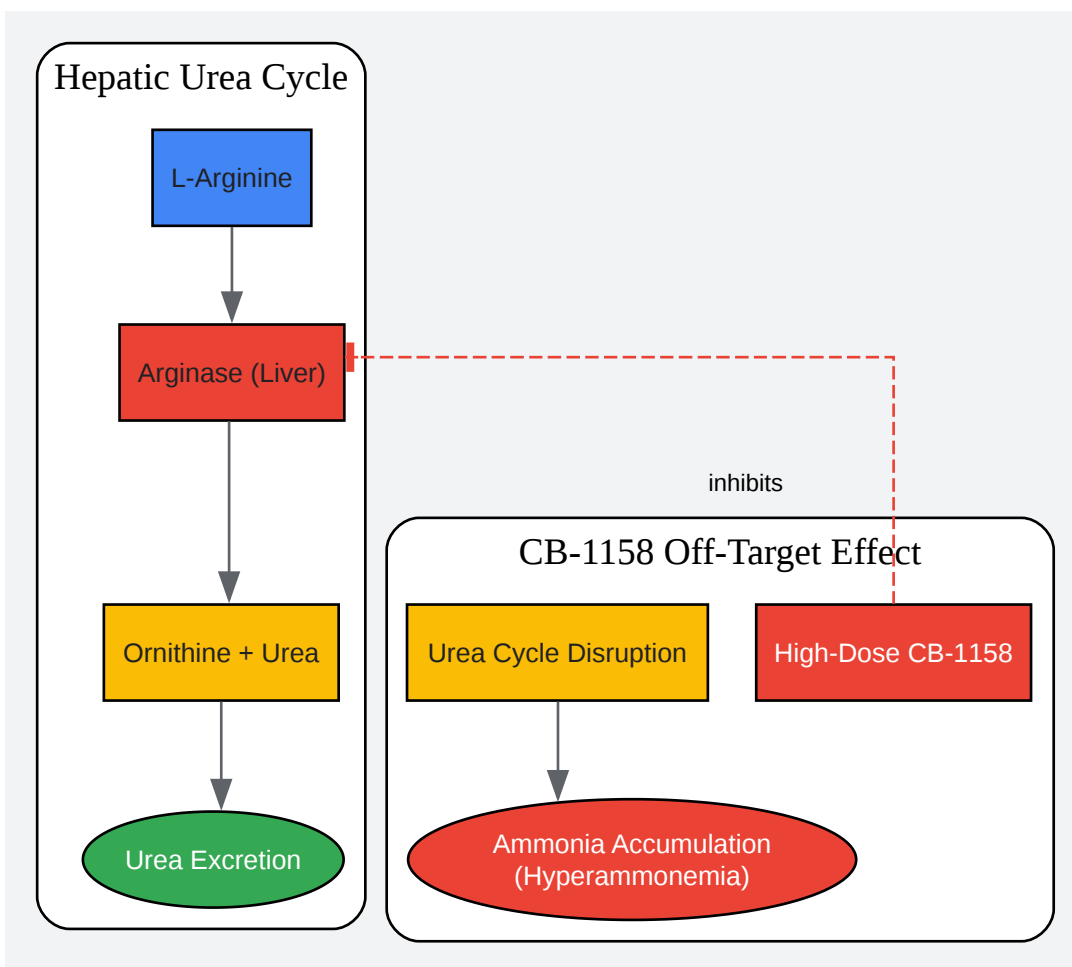 Hepatic Urea Cycle
L-Arginine
Arginase (Liver)
Ornithine + Urea
Urea Excretion
inhibits
CB-1158 Off-Target Effect
Urea Cycle Disruption
High-Dose CB-1158
Ammonia Accumulation
(Hyperammonemia)